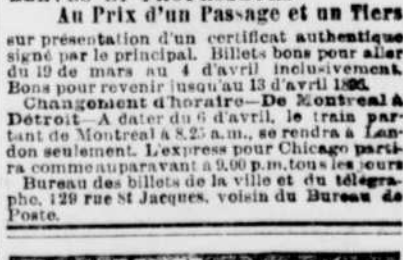 Au Prix d'un Passage et un Tiers
sur présentation d'un certificat authentique
signé par le principal. Billets bons pour aller
du 19 de mars au 4 d'avril inclusivement.
Bons pour revenir jusqu'au 13 d'avril 1896.
Changement d'horaire—De Montreal à
Détroit—A dater du 6 d'avril, le train par-
tant de Montréal à 8.25 a.m., se rendra à Lan-
don seulement. L'express pour Chicago parti-
ra comme auparavant à 9.00 p.m. tous les jours
Bureau des billets de la ville et du télégra-
phe, 129 rue St Jacques, voisin du Bureau de
Poste.